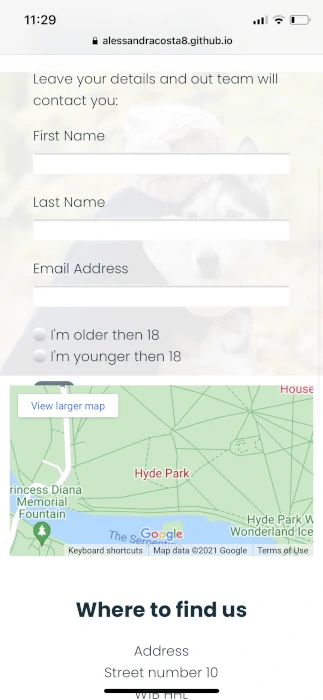 11:29
alessandracosta8.github.io
Leave your details and out team will
contact you:
First Name
Last Name
Email Address
I'm older then 18
I'm younger then 18
House
View larger map
Hyde Park
rincess Diana
Memorial
Fountain
Hyde Park W
Wonderland Ice
The Serpentin
Google
Keyboard shortcuts
Map data ©2021 Google
Terms of Use
Where to find us
Address
Street number 10